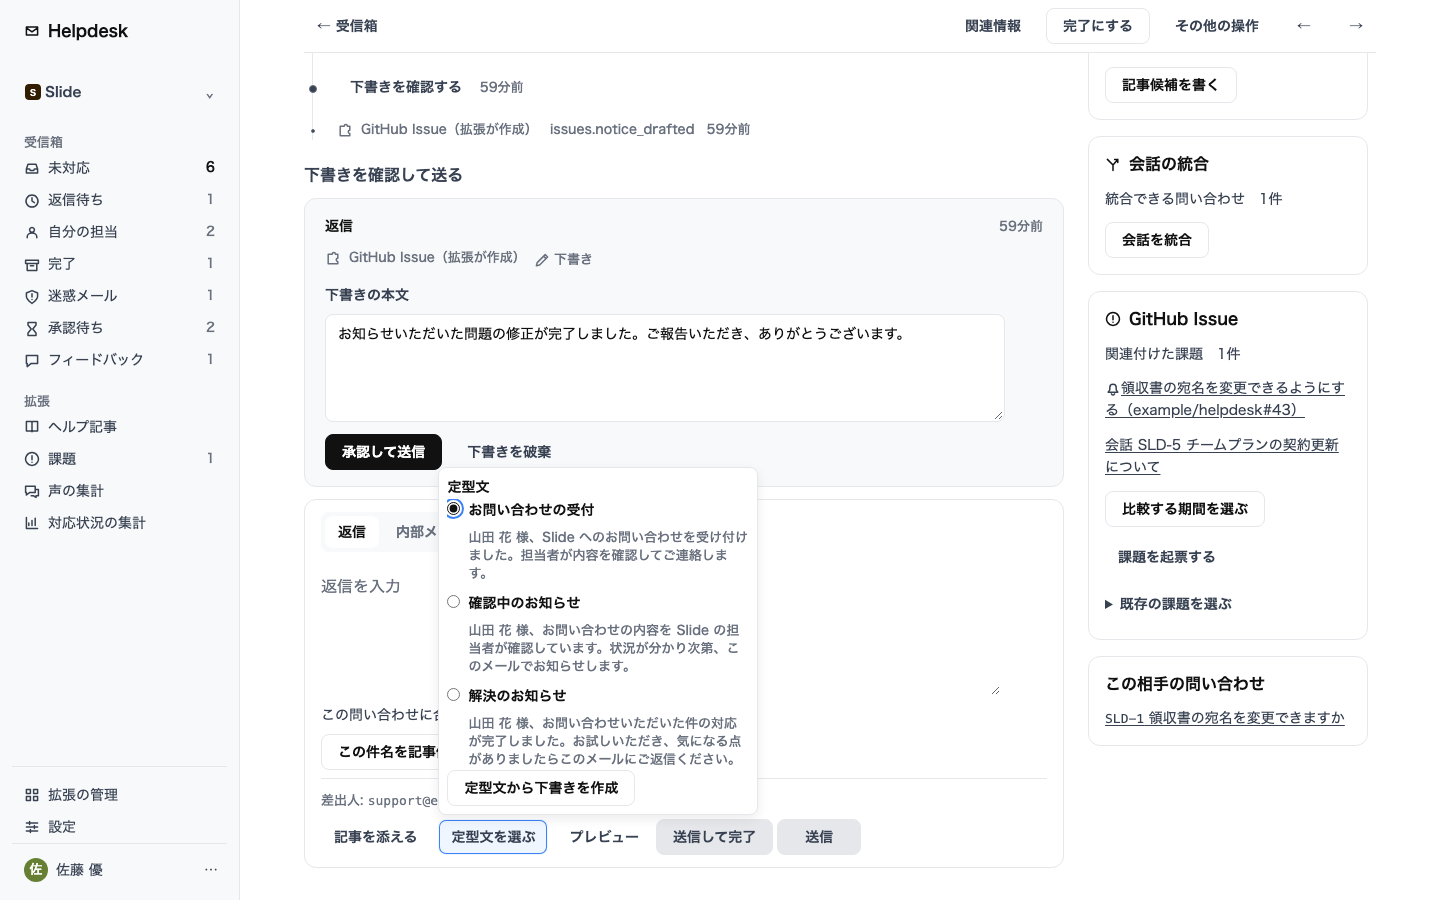 Helpdesk
S Slide
受信箱
未対応 6
返信待ち 1
自分の担当 2
完了 1
迷惑メール 1
承認待ち 2
フィードバック 1
拡張
ヘルプ記事
課題 1
声の集計
対応状況の集計
拡張の管理
設定
佐 佐藤 優 …
← 受信箱
関連情報 完了にする その他の操作 ← →
下書きを確認する 59分前
GitHub Issue（拡張が作成） issues.notice_drafted 59分前
下書きを確認して送る
返信 59分前
GitHub Issue（拡張が作成） 下書き
下書きの本文
お知らせいただいた問題の修正が完了しました。ご報告いただき、ありがとうございます。
承認して送信 下書きを破棄
定型文
お問い合わせの受付
山田 花 様、Slide へのお問い合わせを受け付け
ました。担当者が内容を確認してご連絡しま
す。
確認中のお知らせ
山田 花 様、お問い合わせの内容を Slide の担
当者が確認しています。状況が分かり次第、こ
のメールでお知らせします。
解決のお知らせ
山田 花 様、お問い合わせいただいた件の対応
が完了しました。お試しいただき、気になる点
がありましたらこのメールにご返信ください。
定型文から下書きを作成
返信 内部メ
返信を入力
この問い合わせに
この件名を記事
差出人: support@e
記事を添える 定型文を選ぶ プレビュー 送信して完了 送信
記事候補を書く
会話の統合
統合できる問い合わせ 1件
会話を統合
GitHub Issue
関連付けた課題 1件
領収書の宛名を変更できるようにす
る（example/helpdesk#43）
会話 SLD-5 チームプランの契約更新
について
比較する期間を選ぶ
課題を起票する
既存の課題を選ぶ
この相手の問い合わせ
SLD-1 領収書の宛名を変更できますか